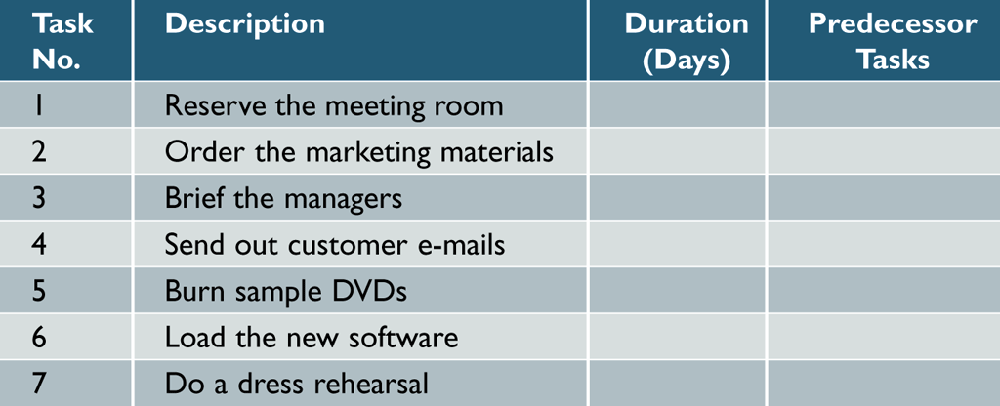 Task No. Description Duration (Days) Predecessor Tasks
1 Reserve the meeting room
2 Order the marketing materials
3 Brief the managers
4 Send out customer e-mails
5 Burn sample DVDs
6 Load the new software
7 Do a dress rehearsal